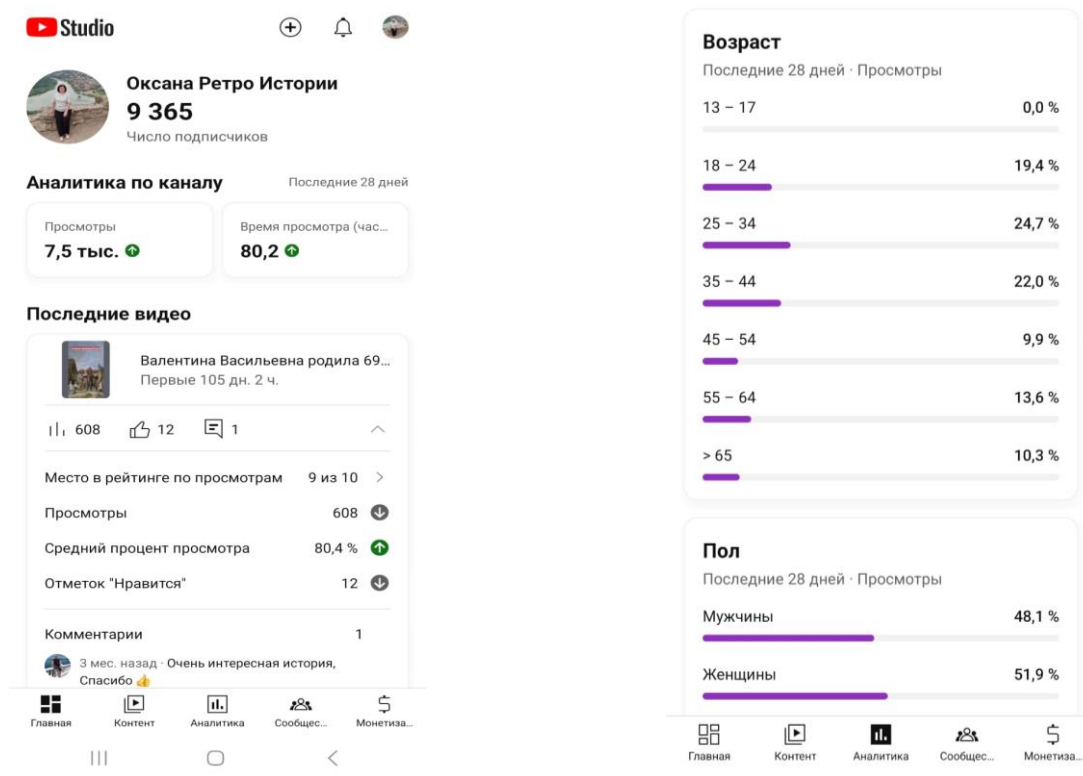 Studio
Оксана Ретро Истории
9 365
Число подписчиков
Аналитика по каналу Последние 28 дней
Просмотры Время просмотра (час...
7,5 тыс. 80,2
Последние видео
Валентина Васильевна родила 69...
Первые 105 дн. 2 ч.
608 12 1
Место в рейтинге по просмотрам 9 из 10
Просмотры 608
Средний процент просмотра 80,4 %
Отметок "Нравится" 12
Комментарии 1
3 мес. назад · Очень интересная история,
Спасибо 👍
Главная Контент Аналитика Сообщес... Монетиза...
Возраст
Последние 28 дней · Просмотры
13 – 17 0,0 %
18 – 24 19,4 %
25 – 34 24,7 %
35 – 44 22,0 %
45 – 54 9,9 %
55 – 64 13,6 %
> 65 10,3 %
Пол
Последние 28 дней · Просмотры
Мужчины 48,1 %
Женщины 51,9 %
Главная Контент Аналитика Сообщес... Монетиза...